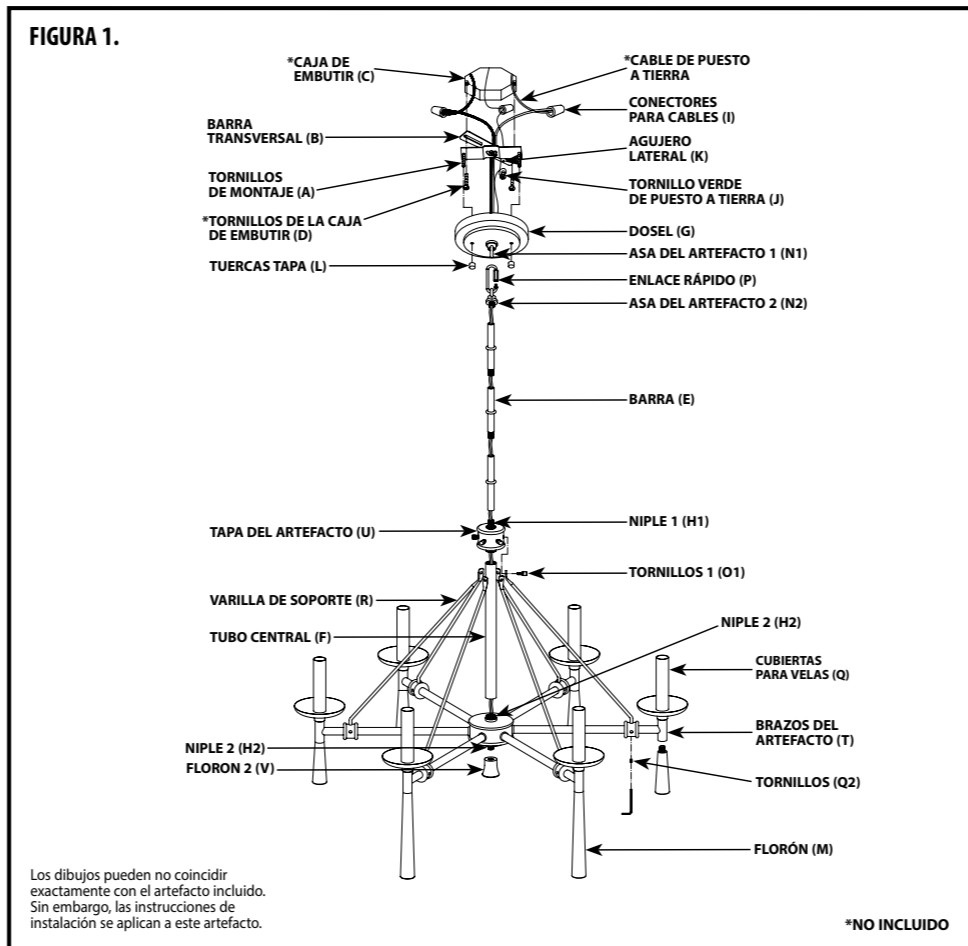 FIGURA 1.
*CAJA DE
EMBUTIR (C)
BARRA
TRANSVERSAL (B)
TORNILLOS
DE MONTAJE (A)
*TORNILLOS DE LA CAJA
DE EMBUTIR (D)
TUERCAS TAPA (L)
*CABLE DE PUESTO
A TIERRA
CONECTORES
PARA CABLES (I)
AGUJERO
LATERAL (K)
TORNILLO VERDE
DE PUESTO A TIERRA (J)
DOSEL (G)
ASA DEL ARTEFACTO 1 (N1)
ENLACE RÁPIDO (P)
ASA DEL ARTEFACTO 2 (N2)
BARRA (E)
NIPLE 1 (H1)
TAPA DEL ARTEFACTO (U)
TORNILLOS 1 (O1)
VARILLA DE SOPORTE (R)
TUBO CENTRAL (F)
NIPLE 2 (H2)
CUBIERTAS
PARA VELAS (Q)
BRAZOS DEL
ARTEFACTO (T)
NIPLE 2 (H2)
FLORON 2 (V)
TORNILLOS (Q2)
FLORÓN (M)
Los dibujos pueden no coincidir
exactamente con el artefacto incluido.
Sin embargo, las instrucciones de
instalación se aplican a este artefacto.
*NO INCLUIDO